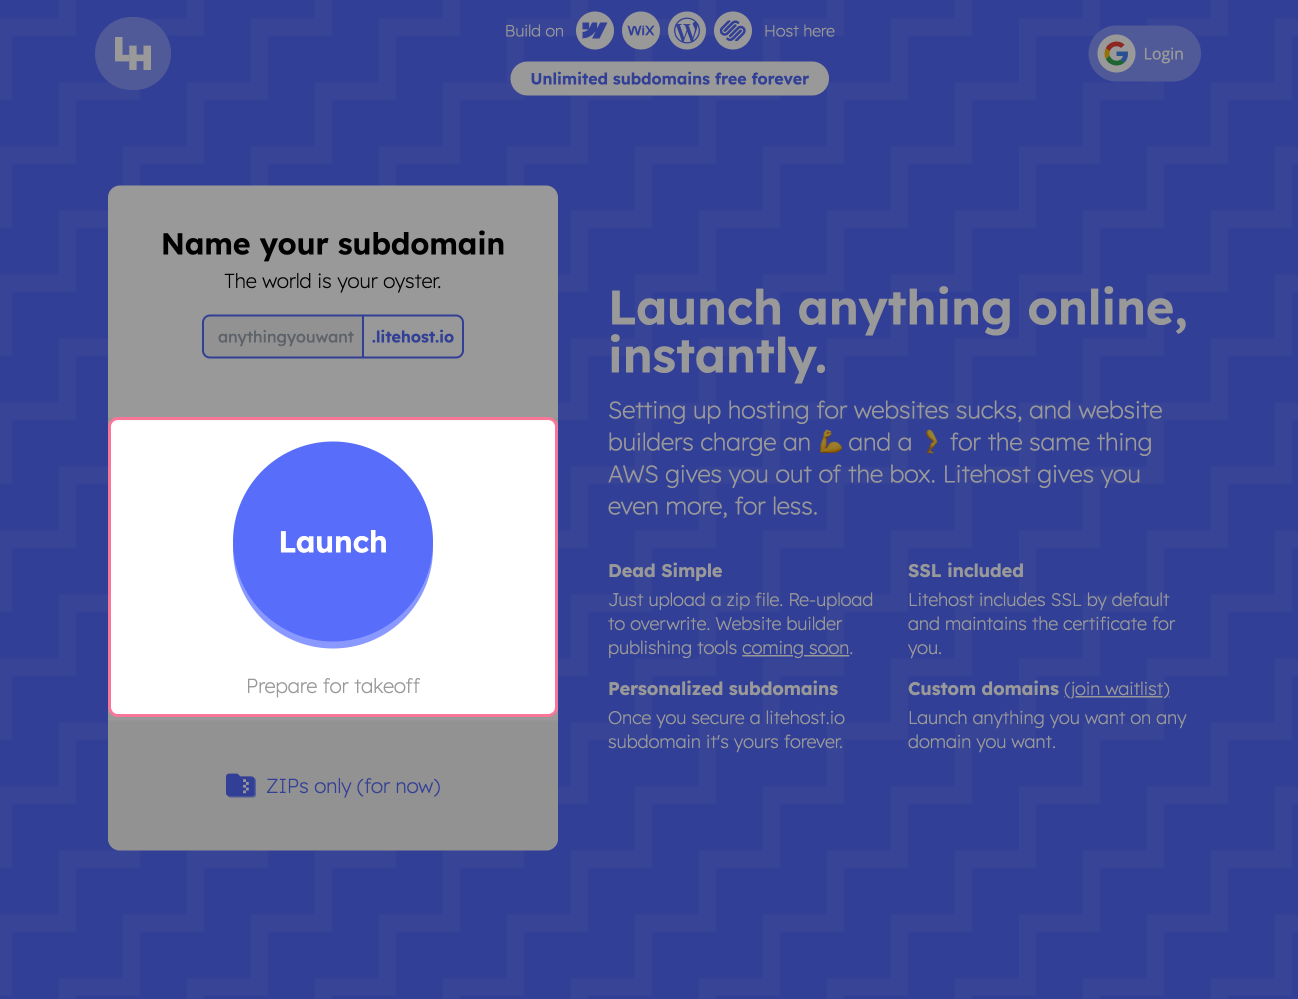 LH
Build on
WiX
Host here
Unlimited subdomains free forever
Login
Name your subdomain
The world is your oyster.
anythingyouwant .litehost.io
Launch
Prepare for takeoff
ZIPs only (for now)
Launch anything online,
instantly.
Setting up hosting for websites sucks, and website
builders charge an 💪 and a 🦵 for the same thing
AWS gives you out of the box. Litehost gives you
even more, for less.
Dead Simple
Just upload a zip file. Re-upload
to overwrite. Website builder
publishing tools coming soon.
SSL included
Litehost includes SSL by default
and maintains the certificate for
you.
Personalized subdomains
Once you secure a litehost.io
subdomain it's yours forever.
Custom domains (join waitlist)
Launch anything you want on any
domain you want.